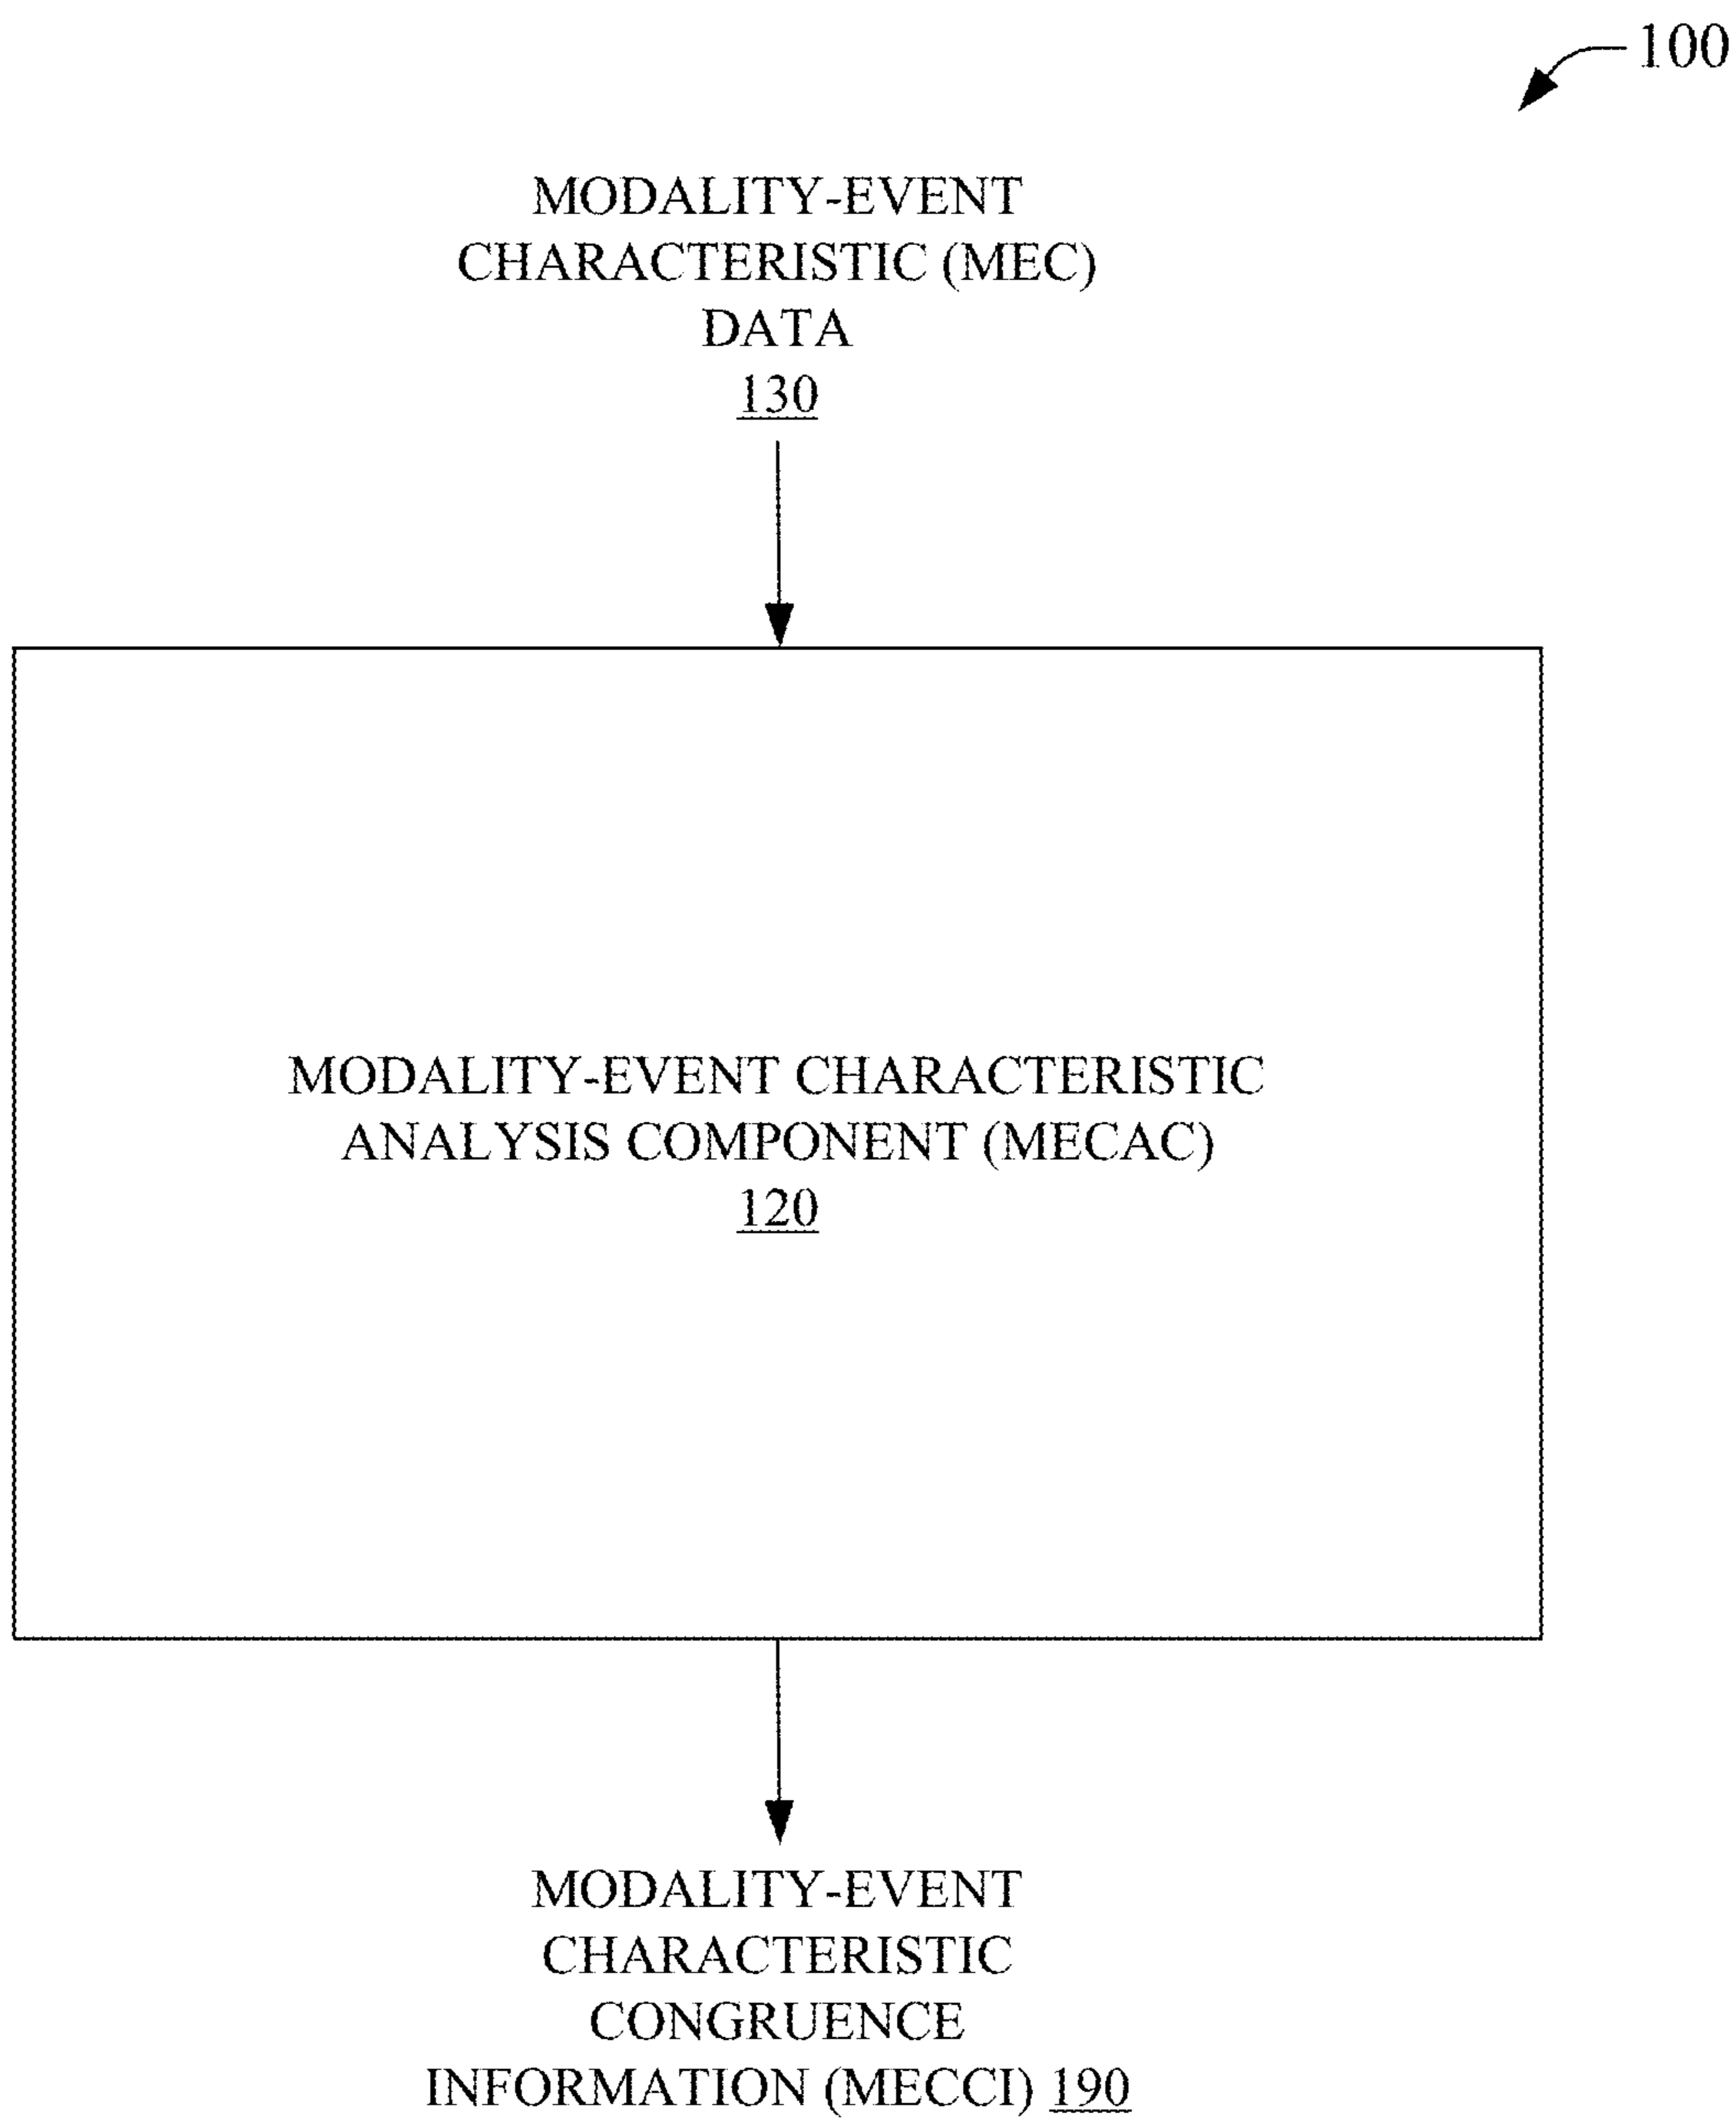 100
MODALITY-EVENT
CHARACTERISTIC (MEC)
DATA
130
MODALITY-EVENT CHARACTERISTIC
ANALYSIS COMPONENT (MECAC)
120
MODALITY-EVENT
CHARACTERISTIC
CONGRUENCE
INFORMATION (MECCI) 190